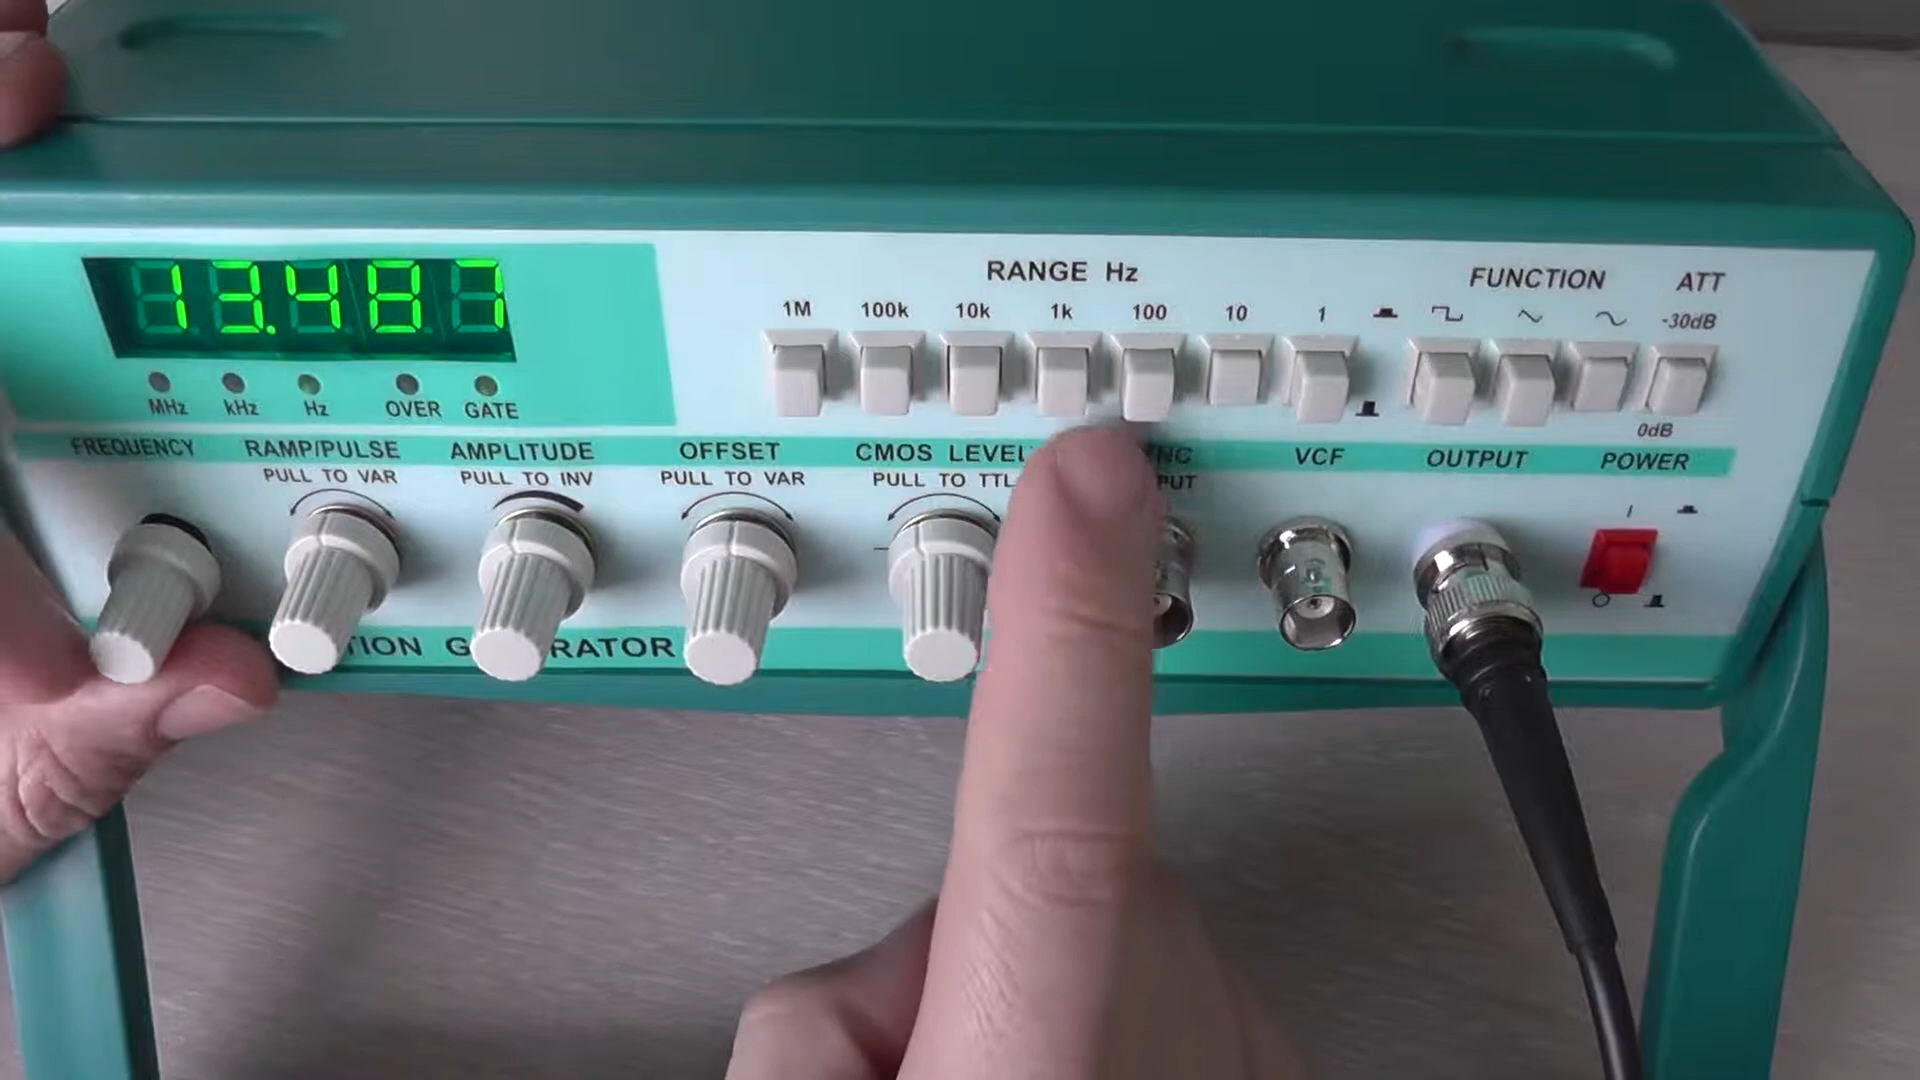 13.487
MHz kHz Hz OVER GATE
RANGE Hz
1M 100k 10k 1k 100 10 1
FUNCTION ATT
-30dB
0dB
FREQUENCY RAMP/PULSE AMPLITUDE OFFSET CMOS LEVEL VCF OUTPUT POWER
PULL TO VAR PULL TO INV PULL TO VAR PULL TO TTL